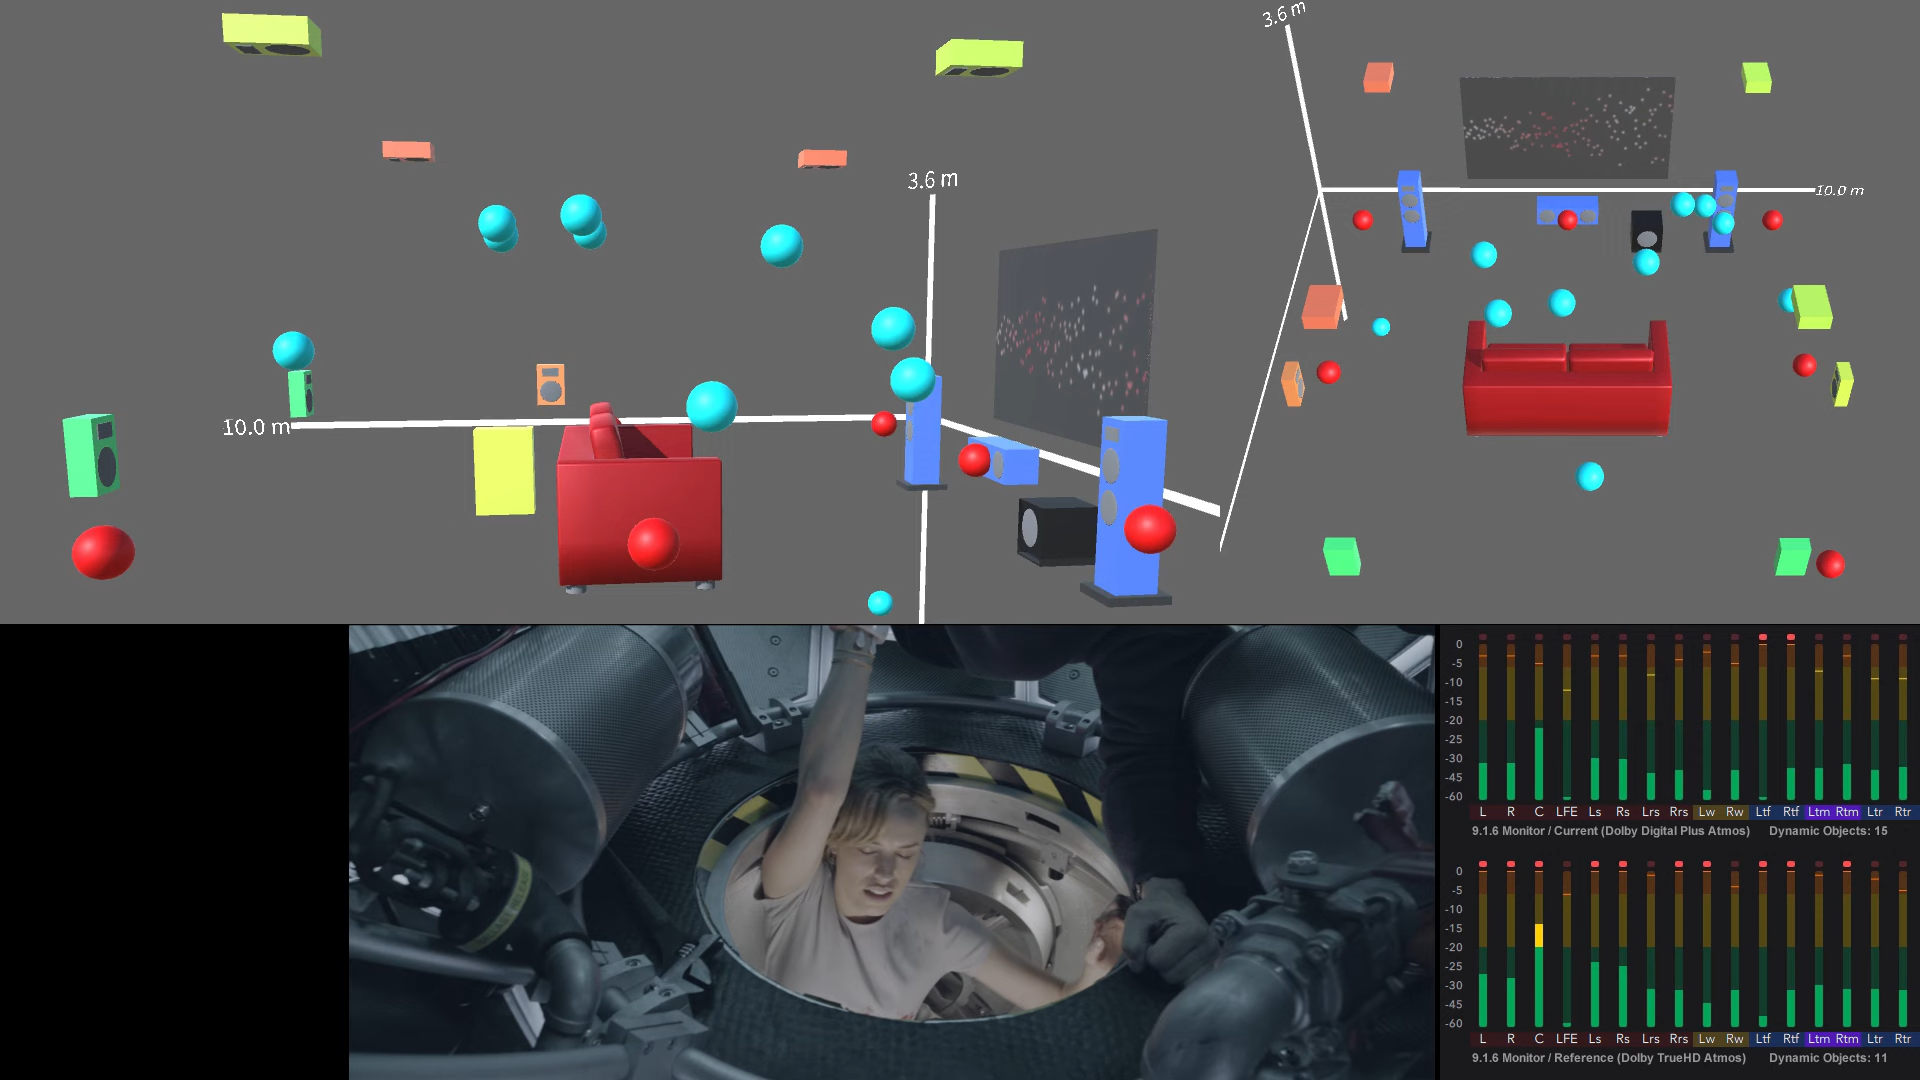 3.6 m
3.6 m
10.0 m
10.0 m
0
-5
-10
-15
-20
-25
-30
-45
-60
L R C LFE Ls Rs Lrs Rrs Lw Rw Ltf Rtf Ltm Rtm Ltr Rtr
9.1.6 Monitor / Current (Dolby Digital Plus Atmos) Dynamic Objects: 15
0
-5
-10
-15
-20
-25
-30
-45
-60
L R C LFE Ls Rs Lrs Rrs Lw Rw Ltf Rtf Ltm Rtm Ltr Rtr
9.1.6 Monitor / Reference (Dolby TrueHD Atmos) Dynamic Objects: 11